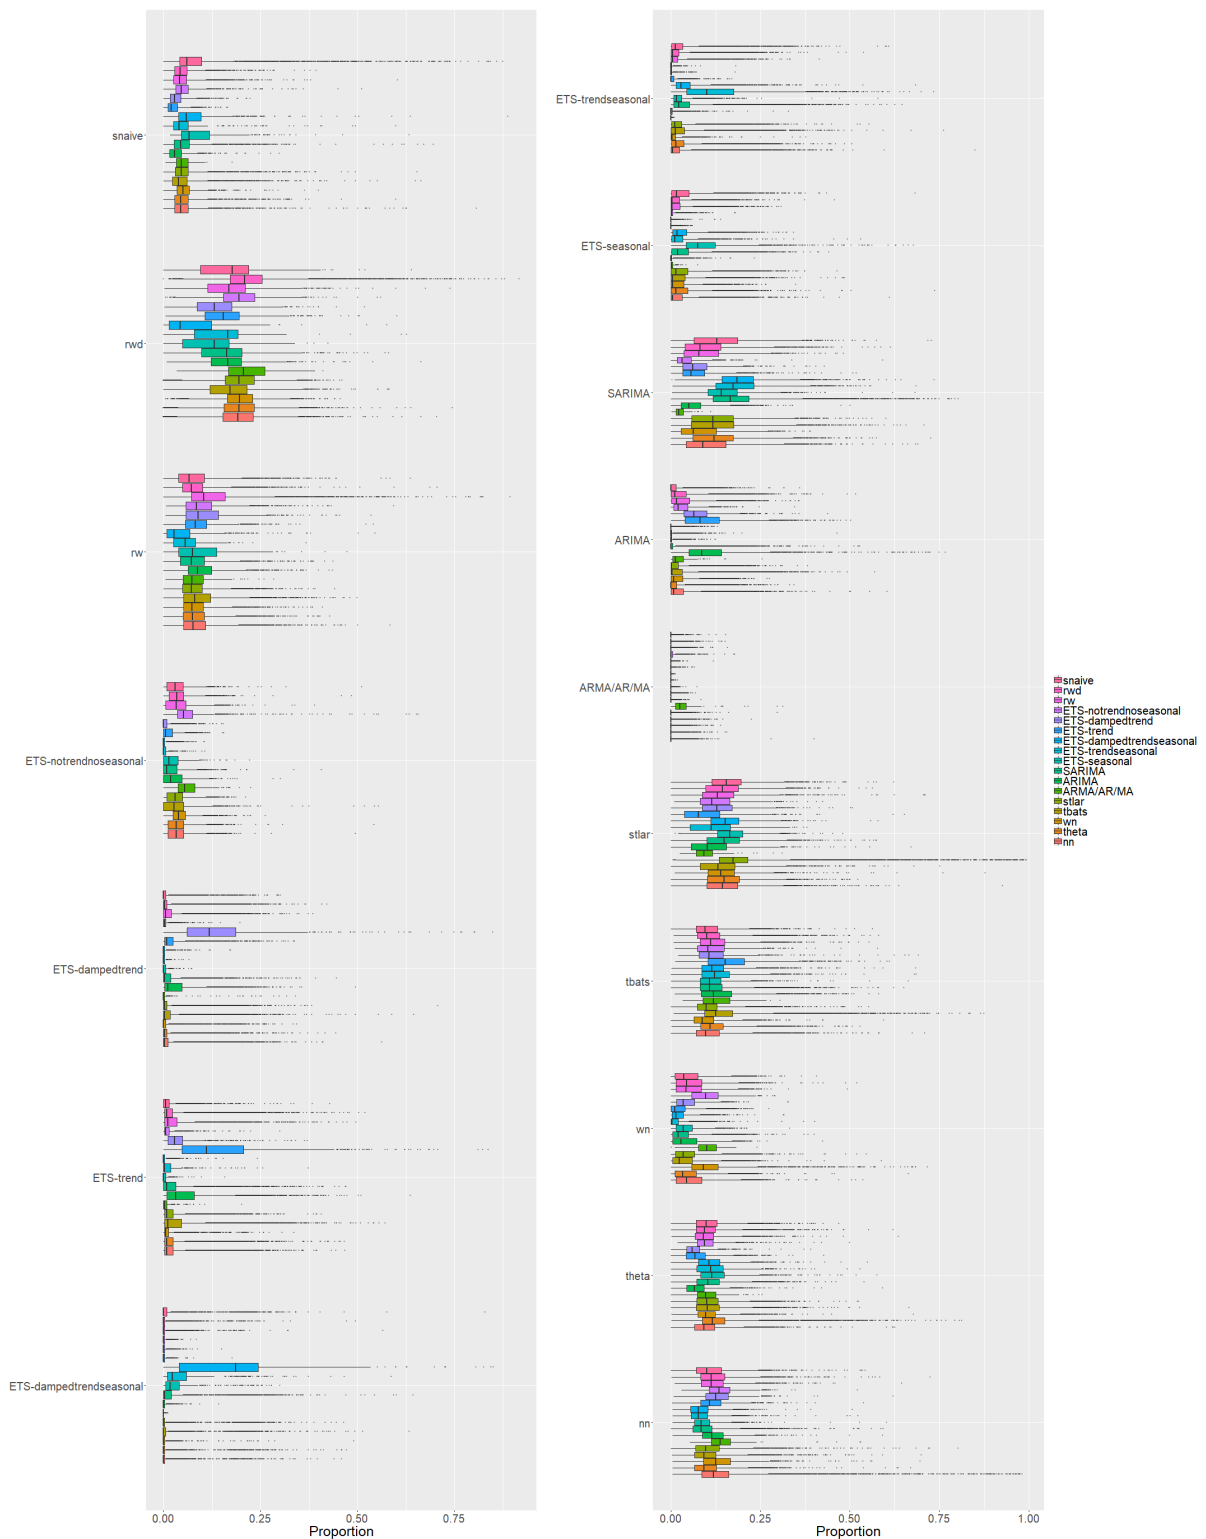 snaive
rwd
rw
ETS-notrendnoseasonal
ETS-dampedtrend
ETS-trend
ETS-dampedtrendseasonal
0.00 0.25 0.50 0.75
Proportion
ETS-trendseasonal
ETS-seasonal
SARIMA
ARIMA
ARMA/AR/MA
stlar
tbats
wn
theta
nn
0.00 0.25 0.50 0.75 1.00
Proportion
snaive
rwd
rw
ETS-notrendnoseasonal
ETS-dampedtrend
ETS-trend
ETS-dampedtrendseasonal
ETS-trendseasonal
ETS-seasonal
SARIMA
ARIMA
ARMA/AR/MA
stlar
tbats
wn
theta
nn